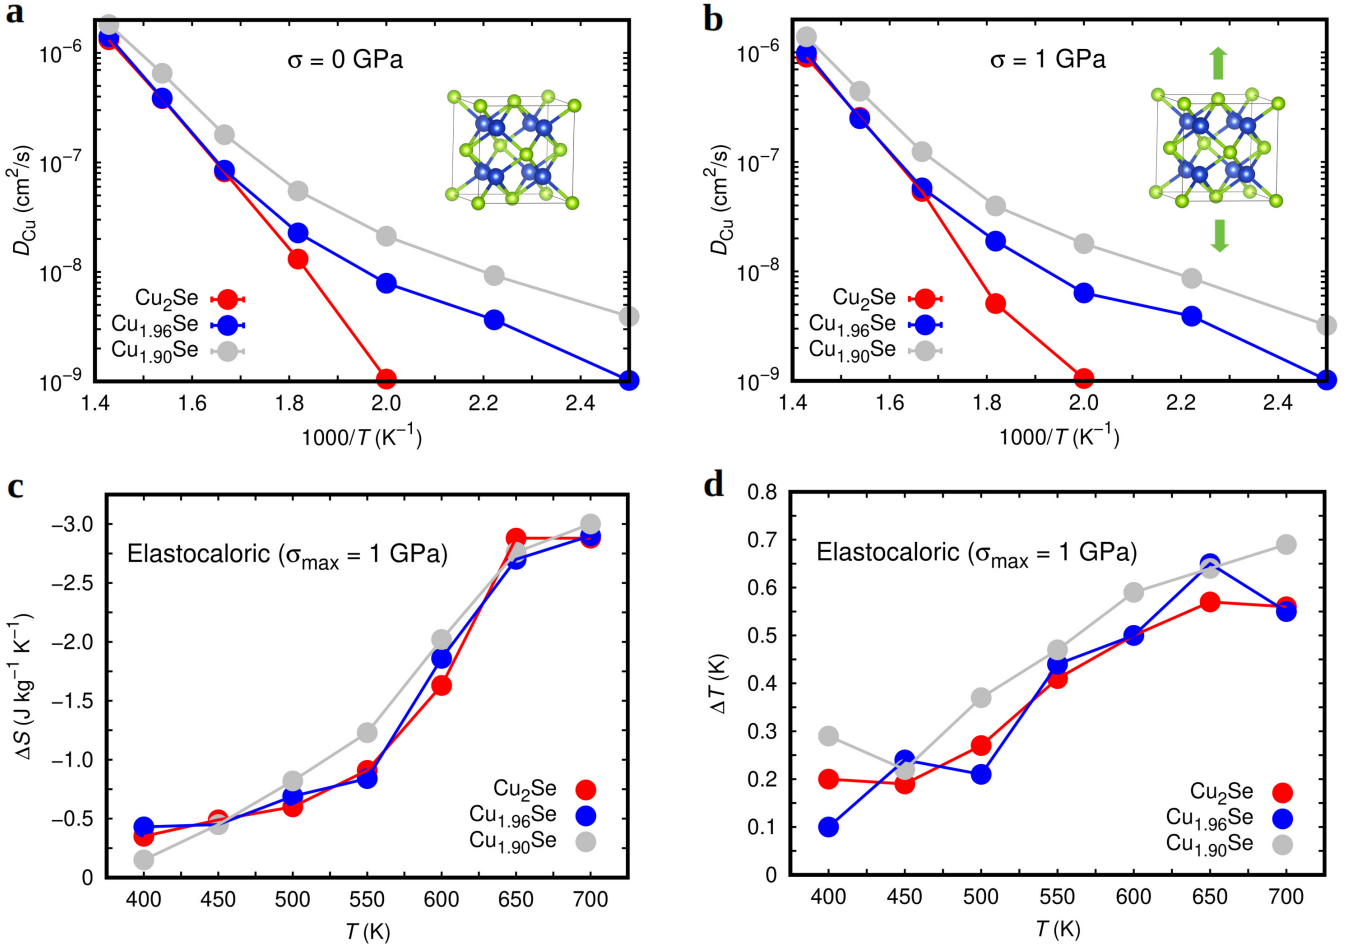 a
σ = 0 GPa
D_Cu (cm²/s)
10⁻⁶
10⁻⁷
10⁻⁸
10⁻⁹
Cu₂Se
Cu₁.₉₆Se
Cu₁.₉₀Se
1.4 1.6 1.8 2.0 2.2 2.4
1000/T (K⁻¹)
b
σ = 1 GPa
D_Cu (cm²/s)
10⁻⁶
10⁻⁷
10⁻⁸
10⁻⁹
Cu₂Se
Cu₁.₉₆Se
Cu₁.₉₀Se
1.4 1.6 1.8 2.0 2.2 2.4
1000/T (K⁻¹)
c
Elastocaloric (σ_max = 1 GPa)
ΔS (J kg⁻¹ K⁻¹)
−3.0
−2.5
−2.0
−1.5
−1.0
−0.5
0
Cu₂Se
Cu₁.₉₆Se
Cu₁.₉₀Se
400 450 500 550 600 650 700
T (K)
d
Elastocaloric (σ_max = 1 GPa)
ΔT (K)
0.8
0.7
0.6
0.5
0.4
0.3
0.2
0.1
0
Cu₂Se
Cu₁.₉₆Se
Cu₁.₉₀Se
400 450 500 550 600 650 700
T (K)